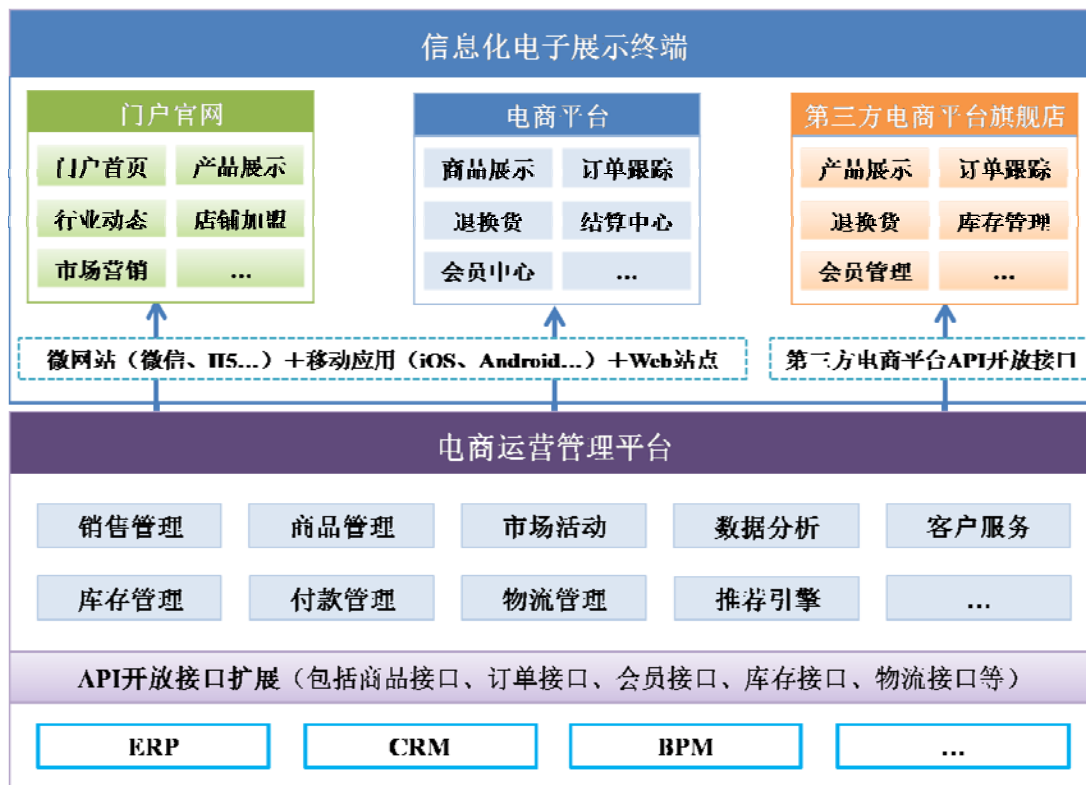 信息化电子展示终端
门户官网
门户首页
产品展示
行业动态
店铺加盟
市场营销
...
电商平台
商品展示
订单跟踪
退换货
结算中心
会员中心
...
第三方电商平台旗舰店
产品展示
订单跟踪
退换货
库存管理
会员管理
...
微网站（微信、H5...）＋移动应用（iOS、Android...）＋Web站点
第三方电商平台API开放接口
电商运营管理平台
销售管理
商品管理
市场活动
数据分析
客户服务
库存管理
付款管理
物流管理
推荐引擎
...
API开放接口扩展（包括商品接口、订单接口、会员接口、库存接口、物流接口等）
ERP
CRM
BPM
...